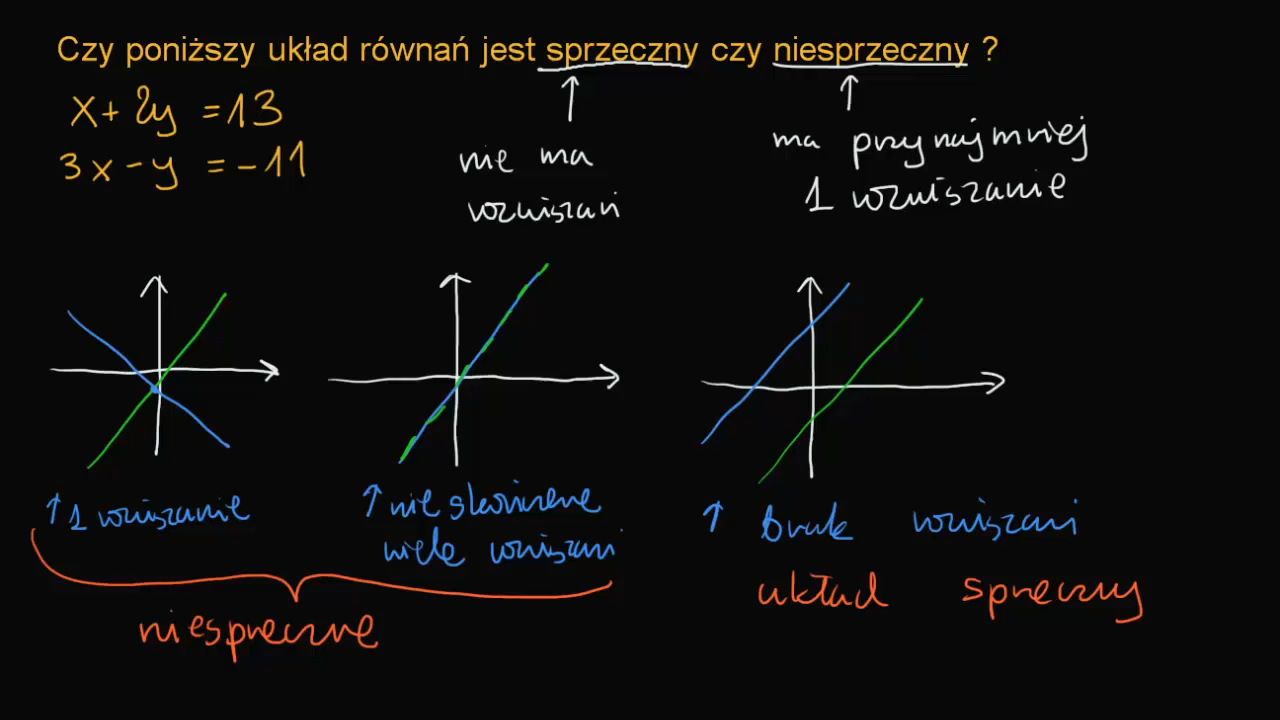 Czy poniższy układ równań jest sprzeczny czy niesprzeczny ?
x + 2y = 13
3x - y = -11
nie ma
rozwiązań
ma przynajmniej
1 rozwiązanie
↑ 1 rozwiązanie
↑ nieskończenie
wiele rozwiązań
↑ brak rozwiązań
niesprzeczne
układ sprzeczny